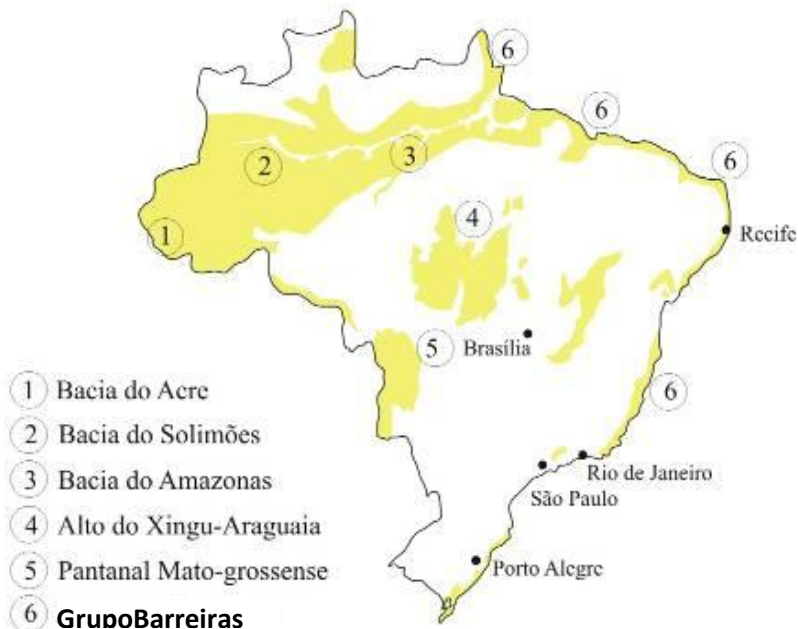 6
6
6
2
3
4
1
Recife
5
Brasília
6
1 Bacia do Acre
2 Bacia do Solimões
Rio de Janeiro
3 Bacia do Amazonas
São Paulo
4 Alto do Xingu-Araguaia
5 Pantanal Mato-grossense
Porto Alegre
6 GrupoBarreiras